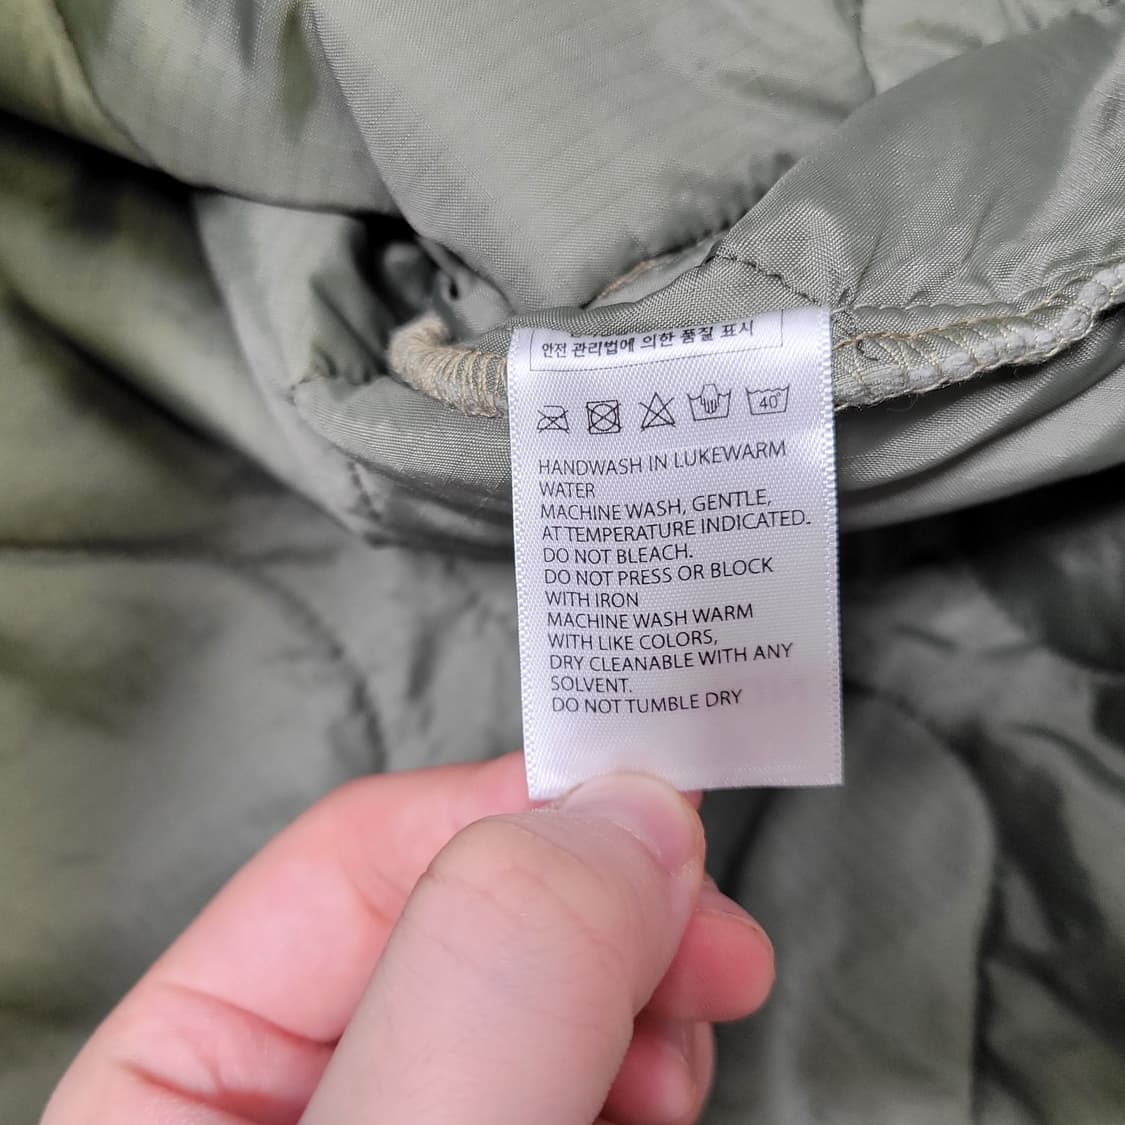 안전 관리법에 의한 품질 표시
40°
HANDWASH IN LUKEWARM
WATER
MACHINE WASH, GENTLE,
AT TEMPERATURE INDICATED.
DO NOT BLEACH.
DO NOT PRESS OR BLOCK
WITH IRON
MACHINE WASH WARM
WITH LIKE COLORS,
DRY CLEANABLE WITH ANY
SOLVENT.
DO NOT TUMBLE DRY